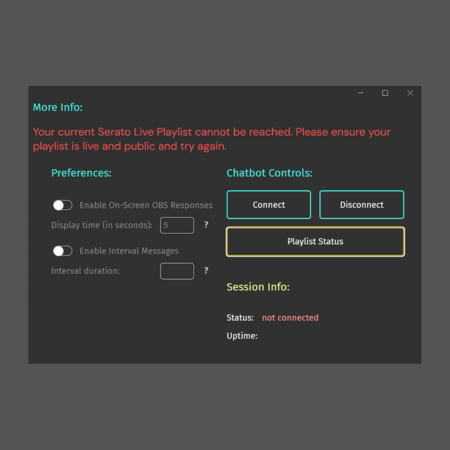 More Info:
Your current Serato Live Playlist cannot be reached. Please ensure your
playlist is live and public and try again.
Preferences:
Enable On-Screen OBS Responses
Display time (in seconds): 5 ?
Enable Interval Messages
Interval duration: ?
Chatbot Controls:
Connect
Disconnect
Playlist Status
Session Info:
Status: not connected
Uptime: